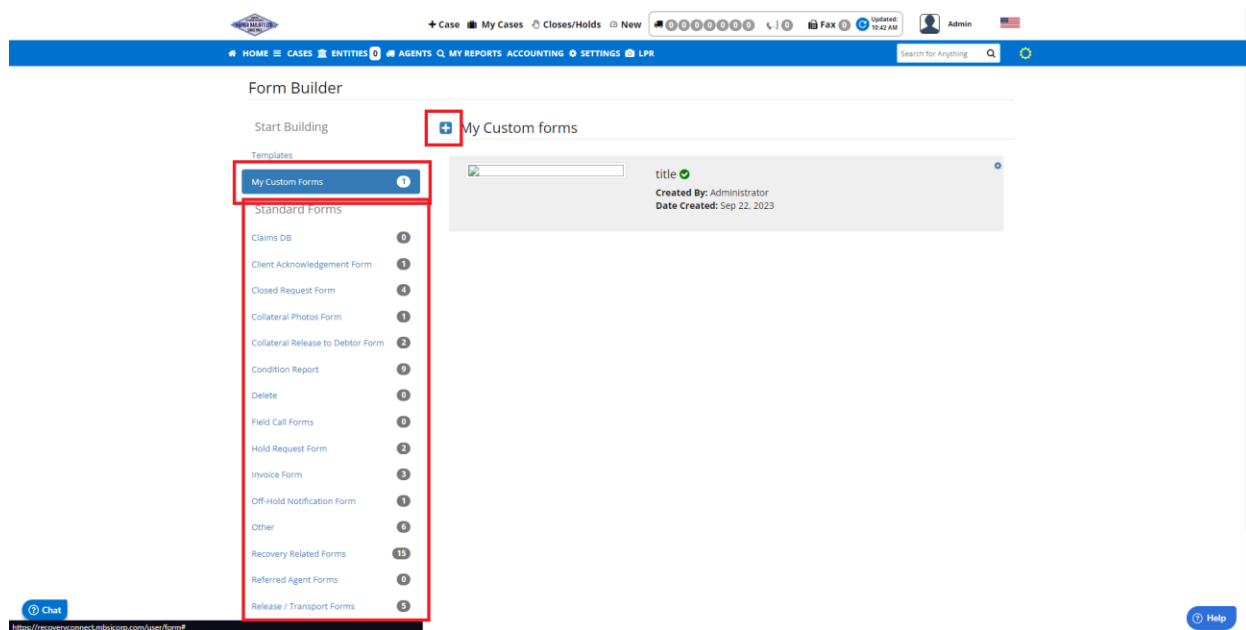 + Case My Cases Closes/Holds New 0 0 0 0 0 0 0 0 Fax 0 Updated: 10:42 AM Admin
HOME CASES ENTITIES 0 AGENTS MY REPORTS ACCOUNTING SETTINGS LPR Search for Anything
Form Builder
Start Building
My Custom forms
Templates
My Custom Forms 1
title
Created By: Administrator
Date Created: Sep 22, 2023
Standard Forms
Claims DB 0
Client Acknowledgement Form 1
Closed Request Form 4
Collateral Photos Form 1
Collateral Release to Debtor Form 2
Condition Report 9
Delete 0
Field Call Forms 0
Hold Request Form 2
Invoice Form 3
Off-Hold Notification Form 1
Other 6
Recovery Related Forms 15
Referred Agent Forms 0
Release / Transport Forms 5
Chat
Help
https://recoveryconnect.mbsicorp.com/user/form#